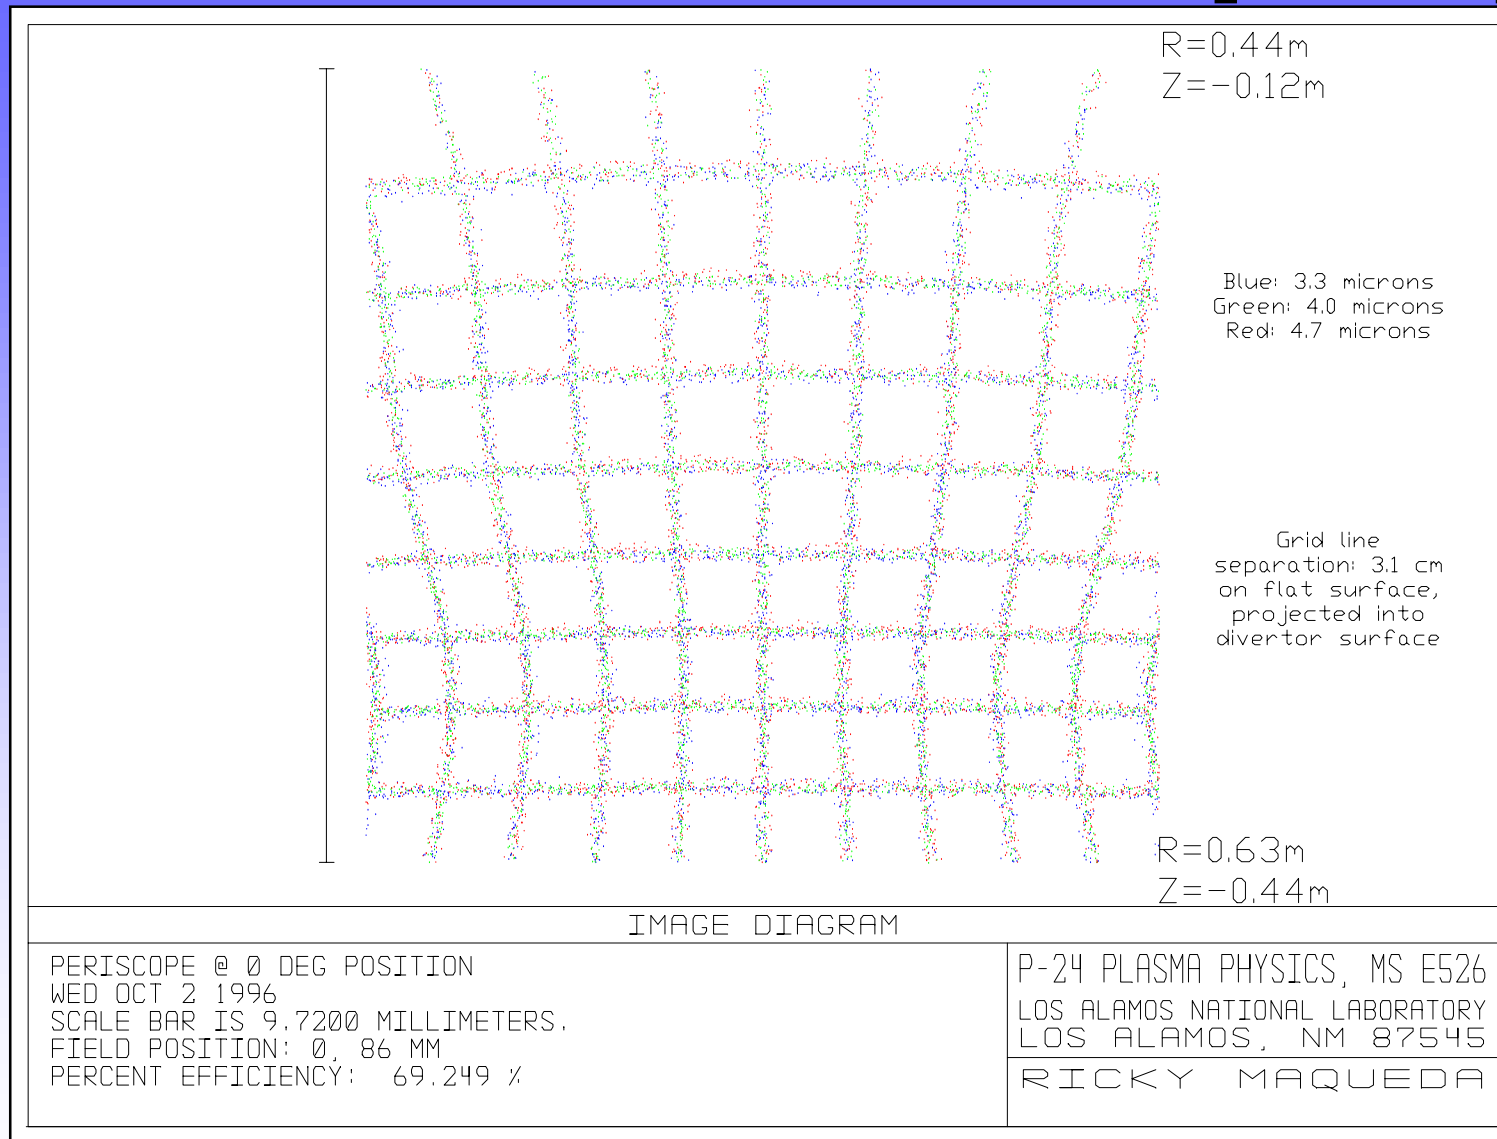 R=0.44m
Z=-0.12m
Blue: 3.3 microns
Green: 4.0 microns
Red: 4.7 microns
Grid line
separation: 3.1 cm
on flat surface,
projected into
divertor surface
R=0.63m
Z=-0.44m
IMAGE DIAGRAM
PERISCOPE @ 0 DEG POSITION
WED OCT 2 1996
SCALE BAR IS 9.7200 MILLIMETERS.
FIELD POSITION: 0, 86 MM
PERCENT EFFICIENCY: 69.249 %
P-24 PLASMA PHYSICS, MS E526
LOS ALAMOS NATIONAL LABORATORY
LOS ALAMOS, NM 87545
RICKY MAQUEDA